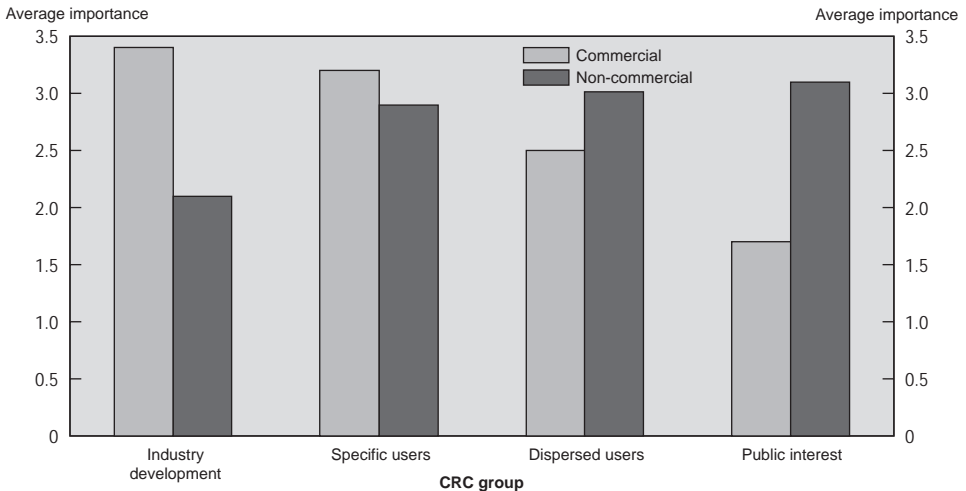 Average importance
Average importance
3.5
3.0
2.5
2.0
1.5
1.0
0.5
0
3.5
3.0
2.5
2.0
1.5
1.0
0.5
0
Commercial
Non-commercial
Industry
development
Specific users
Dispersed users
Public interest
CRC group